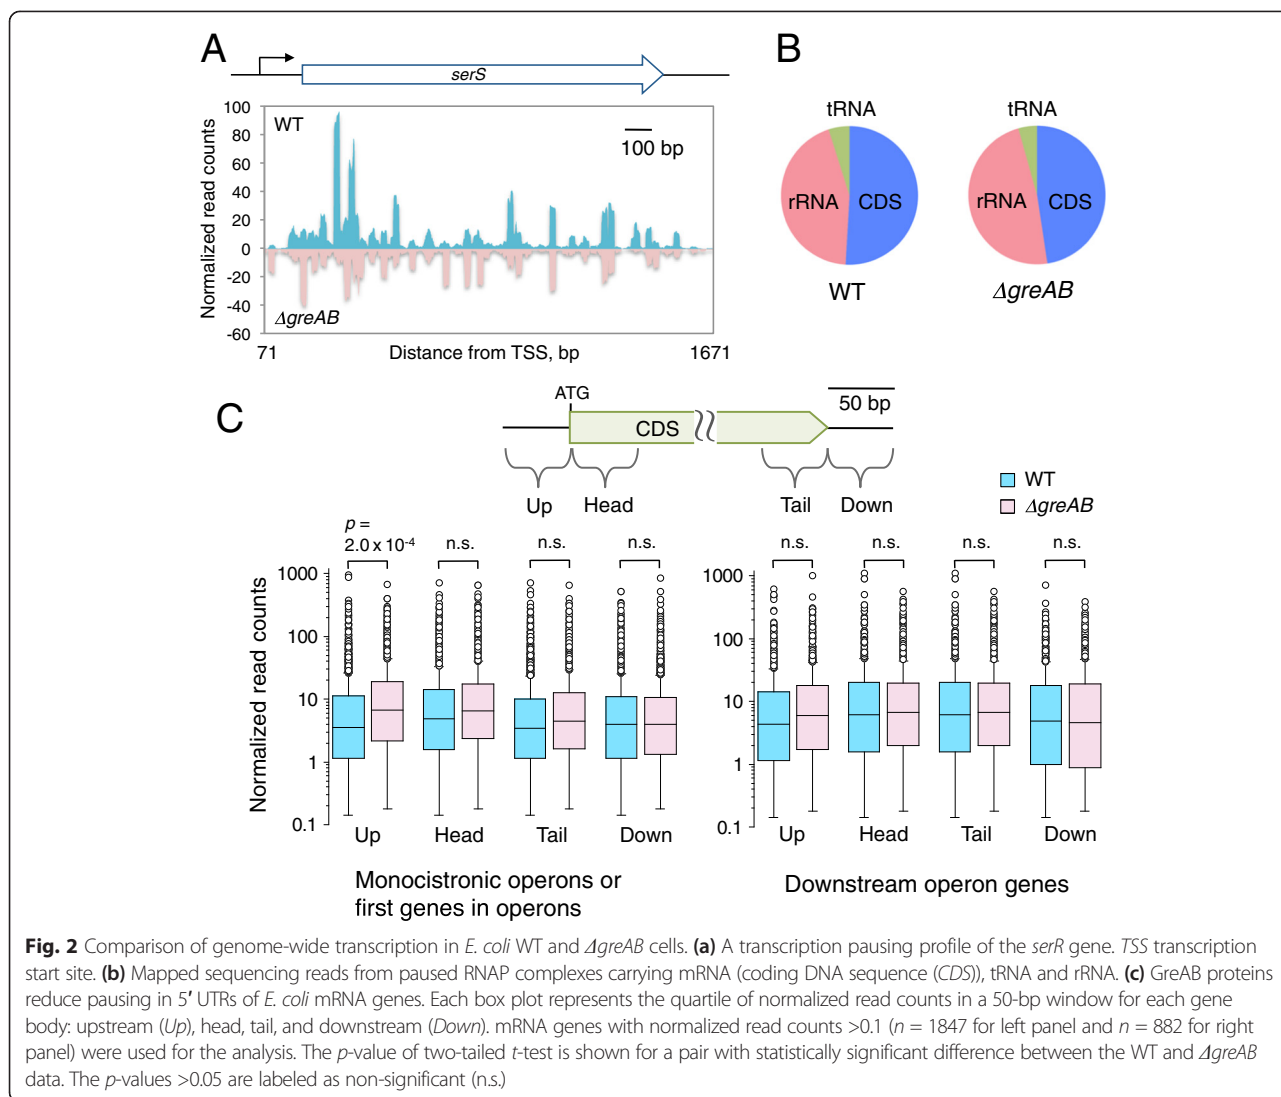 A
serS
100
80
60
40
20
0
-20
-40
-60
Normalized read counts
WT
100 bp
ΔgreAB
71
Distance from TSS, bp
1671
B
tRNA
rRNA
CDS
WT
tRNA
rRNA
CDS
ΔgreAB
C
ATG
CDS
50 bp
Up
Head
Tail
Down
WT
ΔgreAB
p =
2.0 x 10-4
n.s.
n.s.
n.s.
1000
100
10
1
0.1
Normalized read counts
Up
Head
Tail
Down
Monocistronic operons or
first genes in operons
n.s.
n.s.
n.s.
n.s.
1000
100
10
1
0.1
Up
Head
Tail
Down
Downstream operon genes
Fig. 2 Comparison of genome-wide transcription in E. coli WT and ΔgreAB cells. (a) A transcription pausing profile of the serR gene. TSS transcription
start site. (b) Mapped sequencing reads from paused RNAP complexes carrying mRNA (coding DNA sequence (CDS)), tRNA and rRNA. (c) GreAB proteins
reduce pausing in 5′ UTRs of E. coli mRNA genes. Each box plot represents the quartile of normalized read counts in a 50-bp window for each gene
body: upstream (Up), head, tail, and downstream (Down). mRNA genes with normalized read counts >0.1 (n = 1847 for left panel and n = 882 for right
panel) were used for the analysis. The p-value of two-tailed t-test is shown for a pair with statistically significant difference between the WT and ΔgreAB
data. The p-values >0.05 are labeled as non-significant (n.s.)